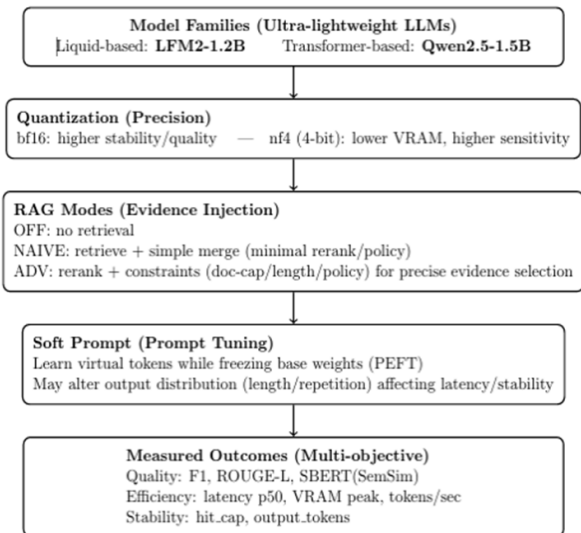 Model Families (Ultra-lightweight LLMs)
Liquid-based: LFM2-1.2B Transformer-based: Qwen2.5-1.5B
Quantization (Precision)
bf16: higher stability/quality — nf4 (4-bit): lower VRAM, higher sensitivity
RAG Modes (Evidence Injection)
OFF: no retrieval
NAIVE: retrieve + simple merge (minimal rerank/policy)
ADV: rerank + constraints (doc-cap/length/policy) for precise evidence selection
Soft Prompt (Prompt Tuning)
Learn virtual tokens while freezing base weights (PEFT)
May alter output distribution (length/repetition) affecting latency/stability
Measured Outcomes (Multi-objective)
Quality: F1, ROUGE-L, SBERT(SemSim)
Efficiency: latency p50, VRAM peak, tokens/sec
Stability: hit_cap, output_tokens